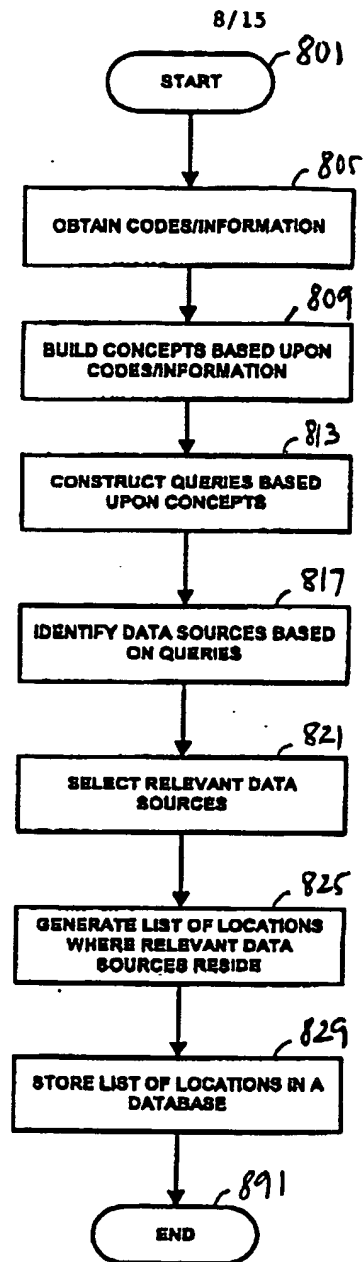 8/15
801
START
805
OBTAIN CODES/INFORMATION
809
BUILD CONCEPTS BASED UPON
CODES/INFORMATION
813
CONSTRUCT QUERIES BASED
UPON CONCEPTS
817
IDENTIFY DATA SOURCES BASED
ON QUERIES
821
SELECT RELEVANT DATA
SOURCES
825
GENERATE LIST OF LOCATIONS
WHERE RELEVANT DATA
SOURCES RESIDE
829
STORE LIST OF LOCATIONS IN A
DATABASE
891
END